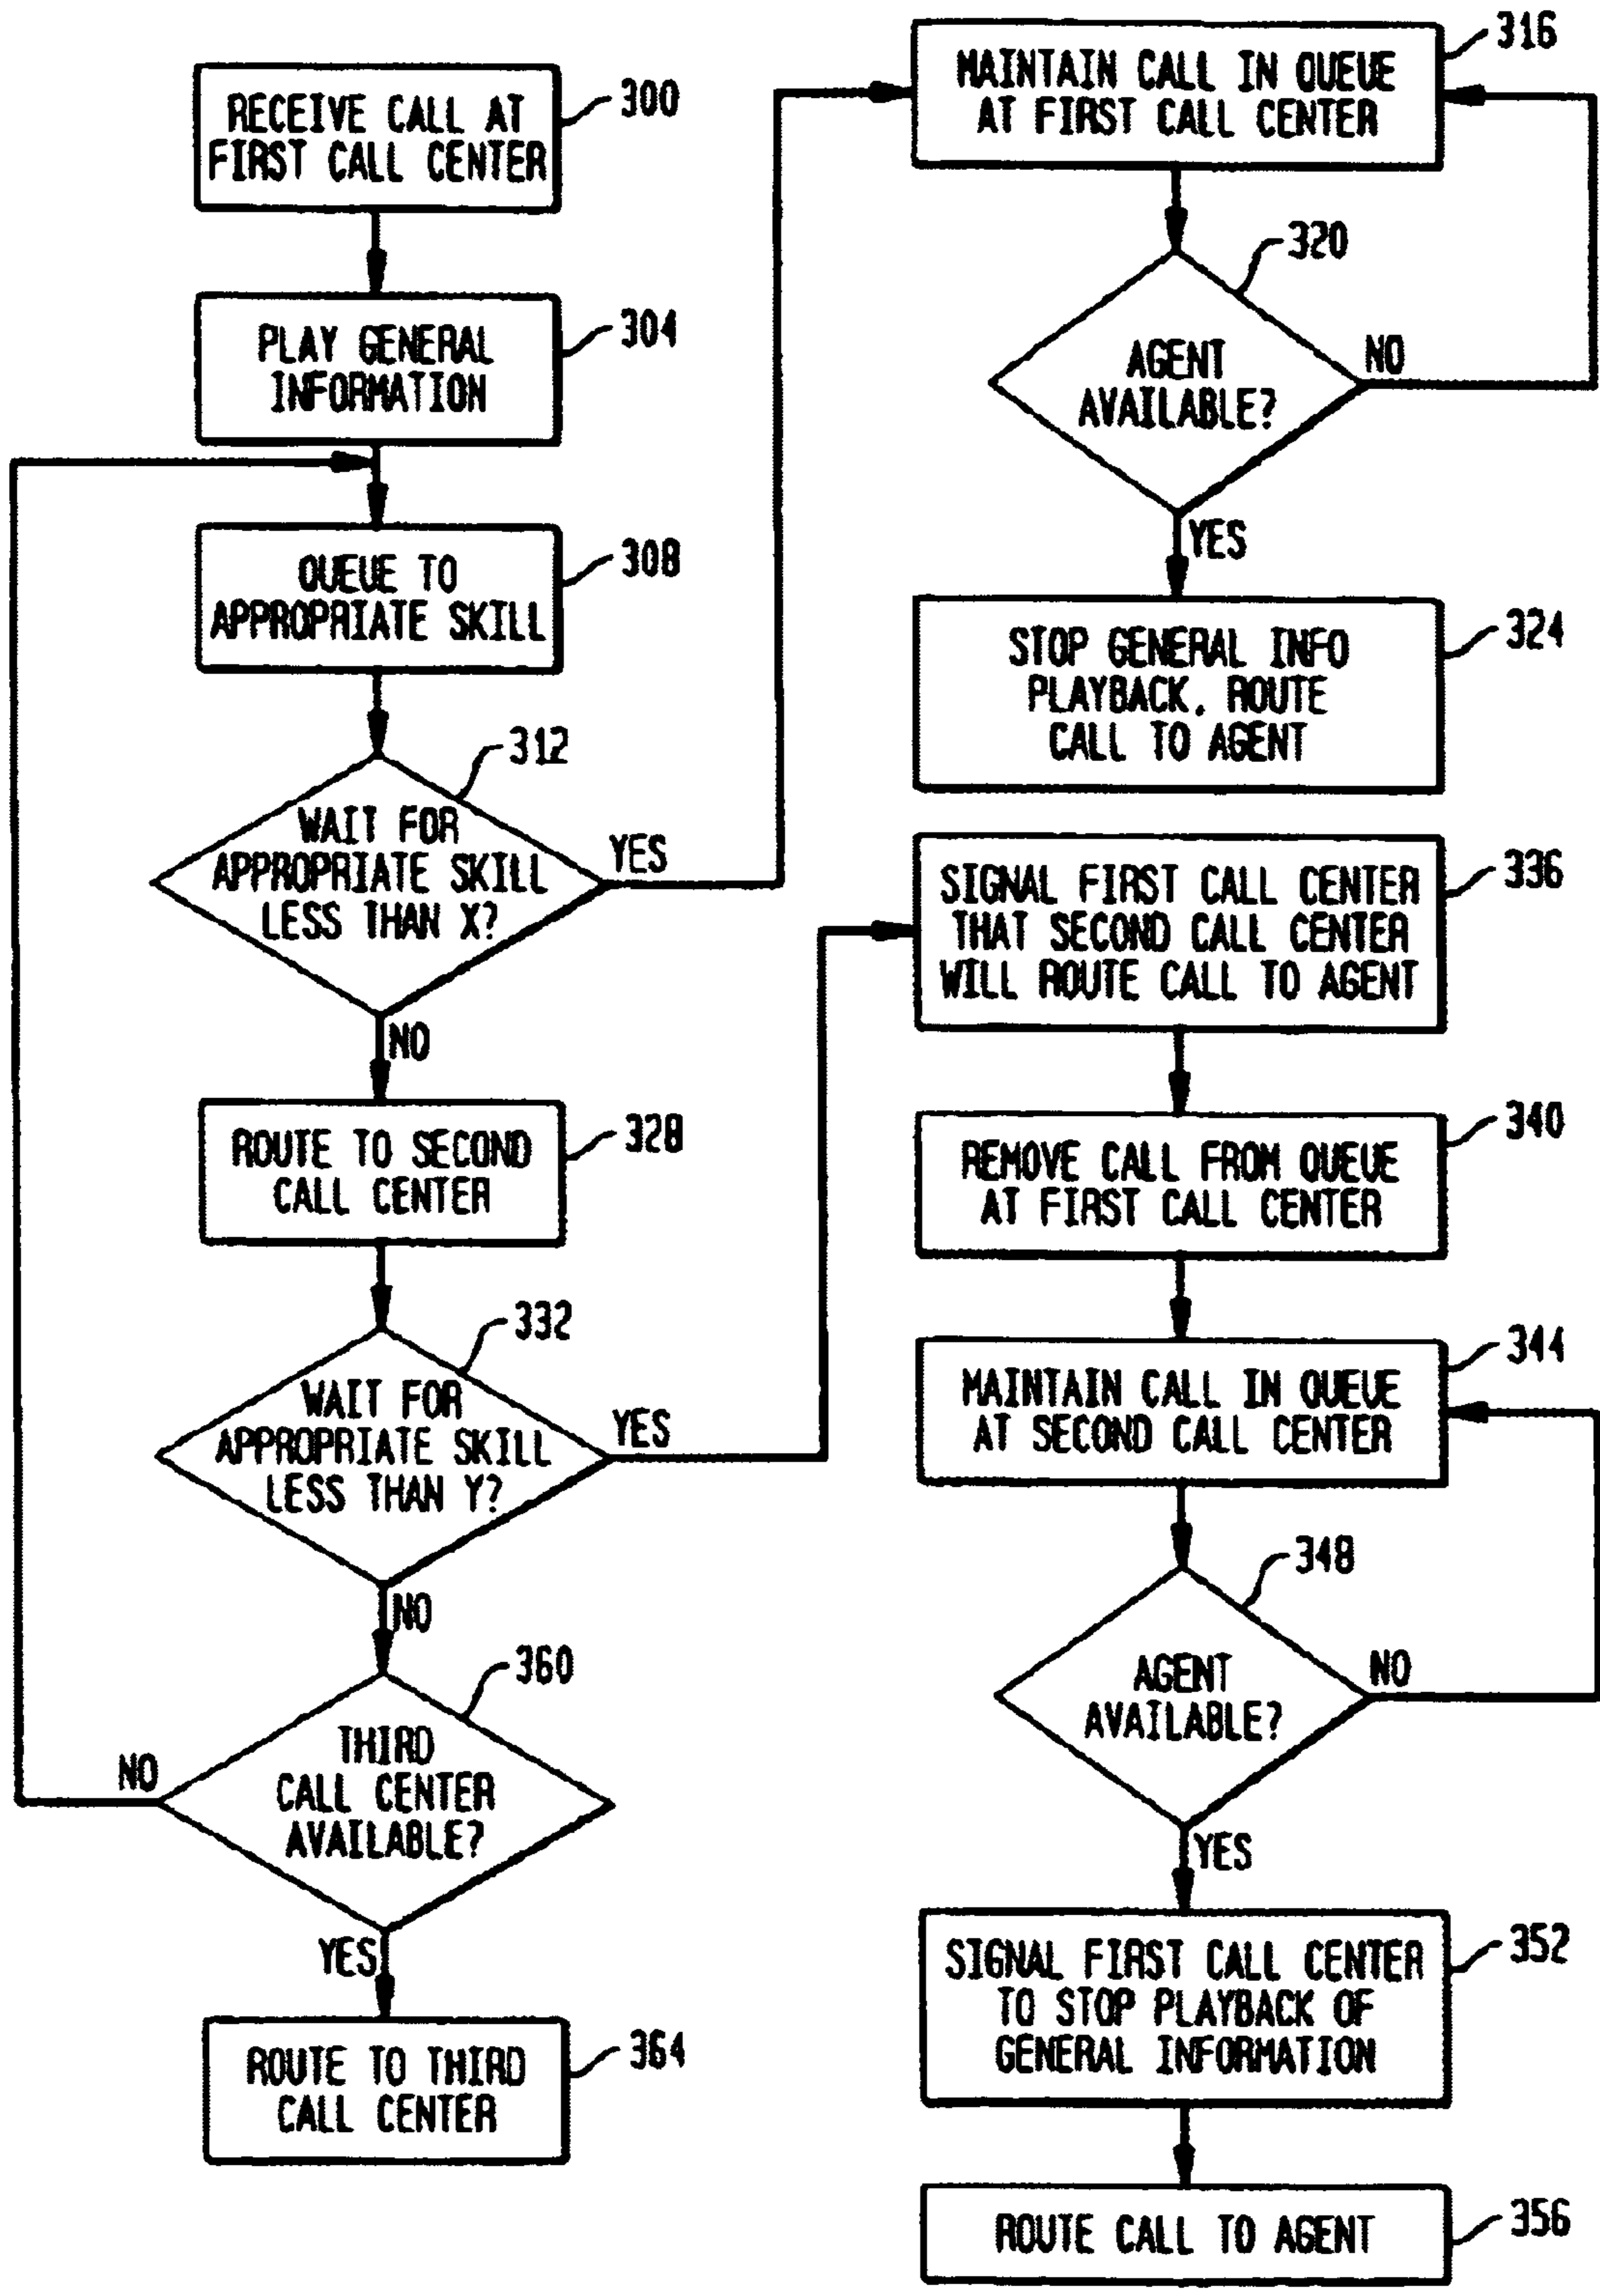 RECEIVE CALL AT
FIRST CALL CENTER
300
PLAY GENERAL
INFORMATION
304
QUEUE TO
APPROPRIATE SKILL
308
312
WAIT FOR
APPROPRIATE SKILL
LESS THAN X?
YES
NO
ROUTE TO SECOND
CALL CENTER
328
332
WAIT FOR
APPROPRIATE SKILL
LESS THAN Y?
YES
NO
360
THIRD
CALL CENTER
AVAILABLE?
NO
YES
ROUTE TO THIRD
CALL CENTER
364
316
MAINTAIN CALL IN QUEUE
AT FIRST CALL CENTER
320
AGENT
AVAILABLE?
NO
YES
STOP GENERAL INFO
PLAYBACK. ROUTE
CALL TO AGENT
324
SIGNAL FIRST CALL CENTER
THAT SECOND CALL CENTER
WILL ROUTE CALL TO AGENT
336
REMOVE CALL FROM QUEUE
AT FIRST CALL CENTER
340
MAINTAIN CALL IN QUEUE
AT SECOND CALL CENTER
344
348
AGENT
AVAILABLE?
NO
YES
SIGNAL FIRST CALL CENTER
TO STOP PLAYBACK OF
GENERAL INFORMATION
352
ROUTE CALL TO AGENT
356